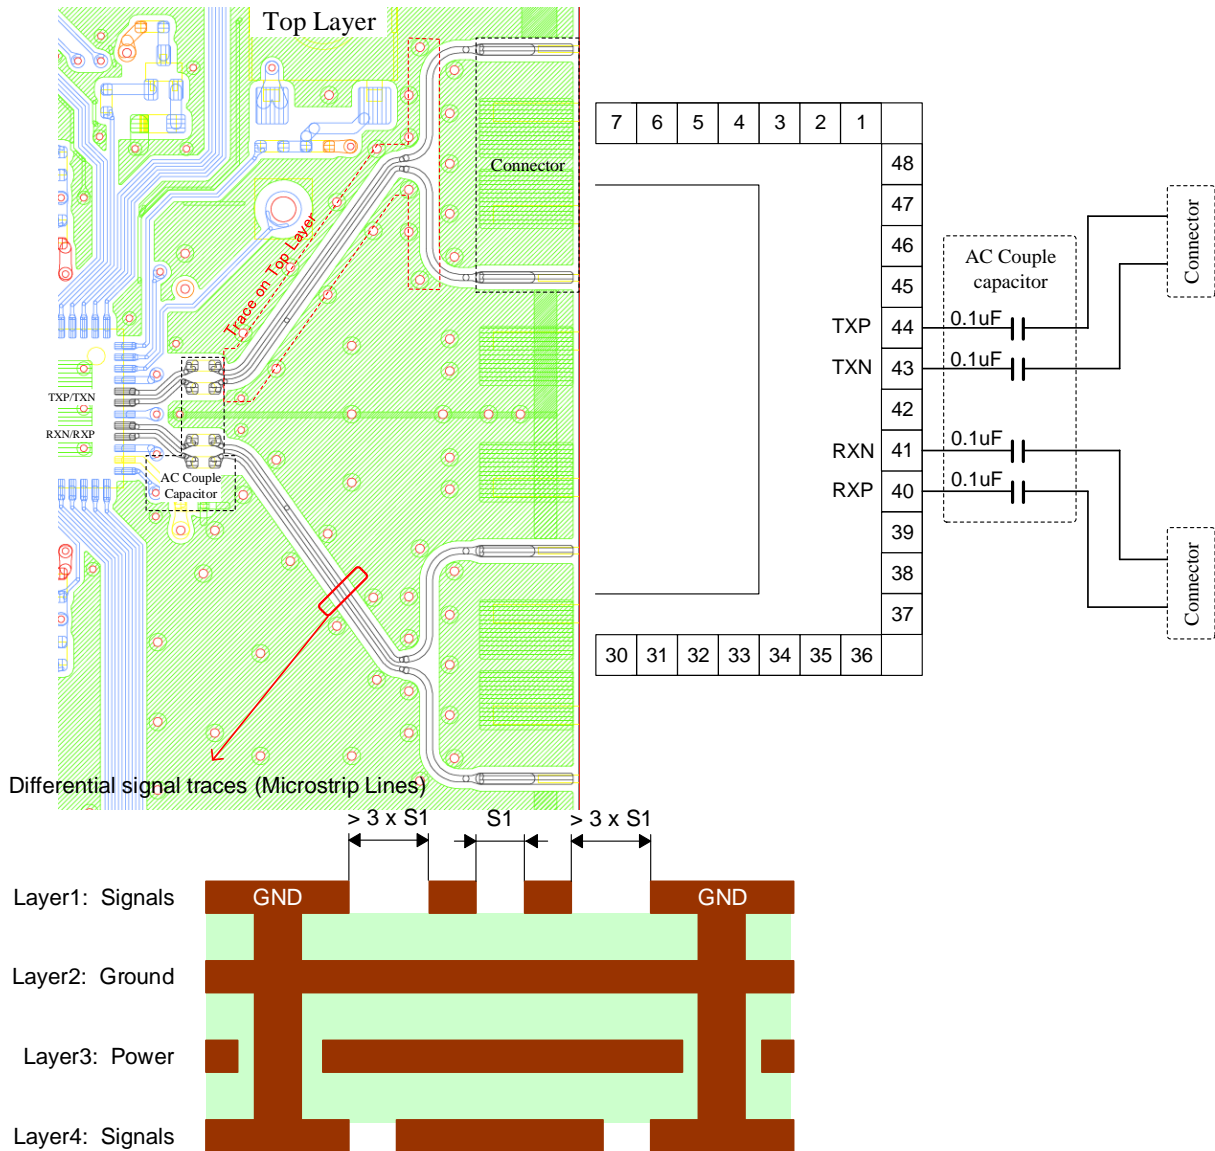 Top Layer
Connector
Trace on Top Layer
TXP/TXN
RXN/RXP
AC Couple
Capacitor
7 6 5 4 3 2 1
48
47
46
45
TXP 44
TXN 43
42
RXN 41
RXP 40
39
38
37
30 31 32 33 34 35 36
AC Couple
capacitor
0.1uF
0.1uF
0.1uF
0.1uF
Connector
Connector
Differential signal traces (Microstrip Lines)
> 3 x S1 S1 > 3 x S1
Layer1: Signals GND GND
Layer2: Ground
Layer3: Power
Layer4: Signals